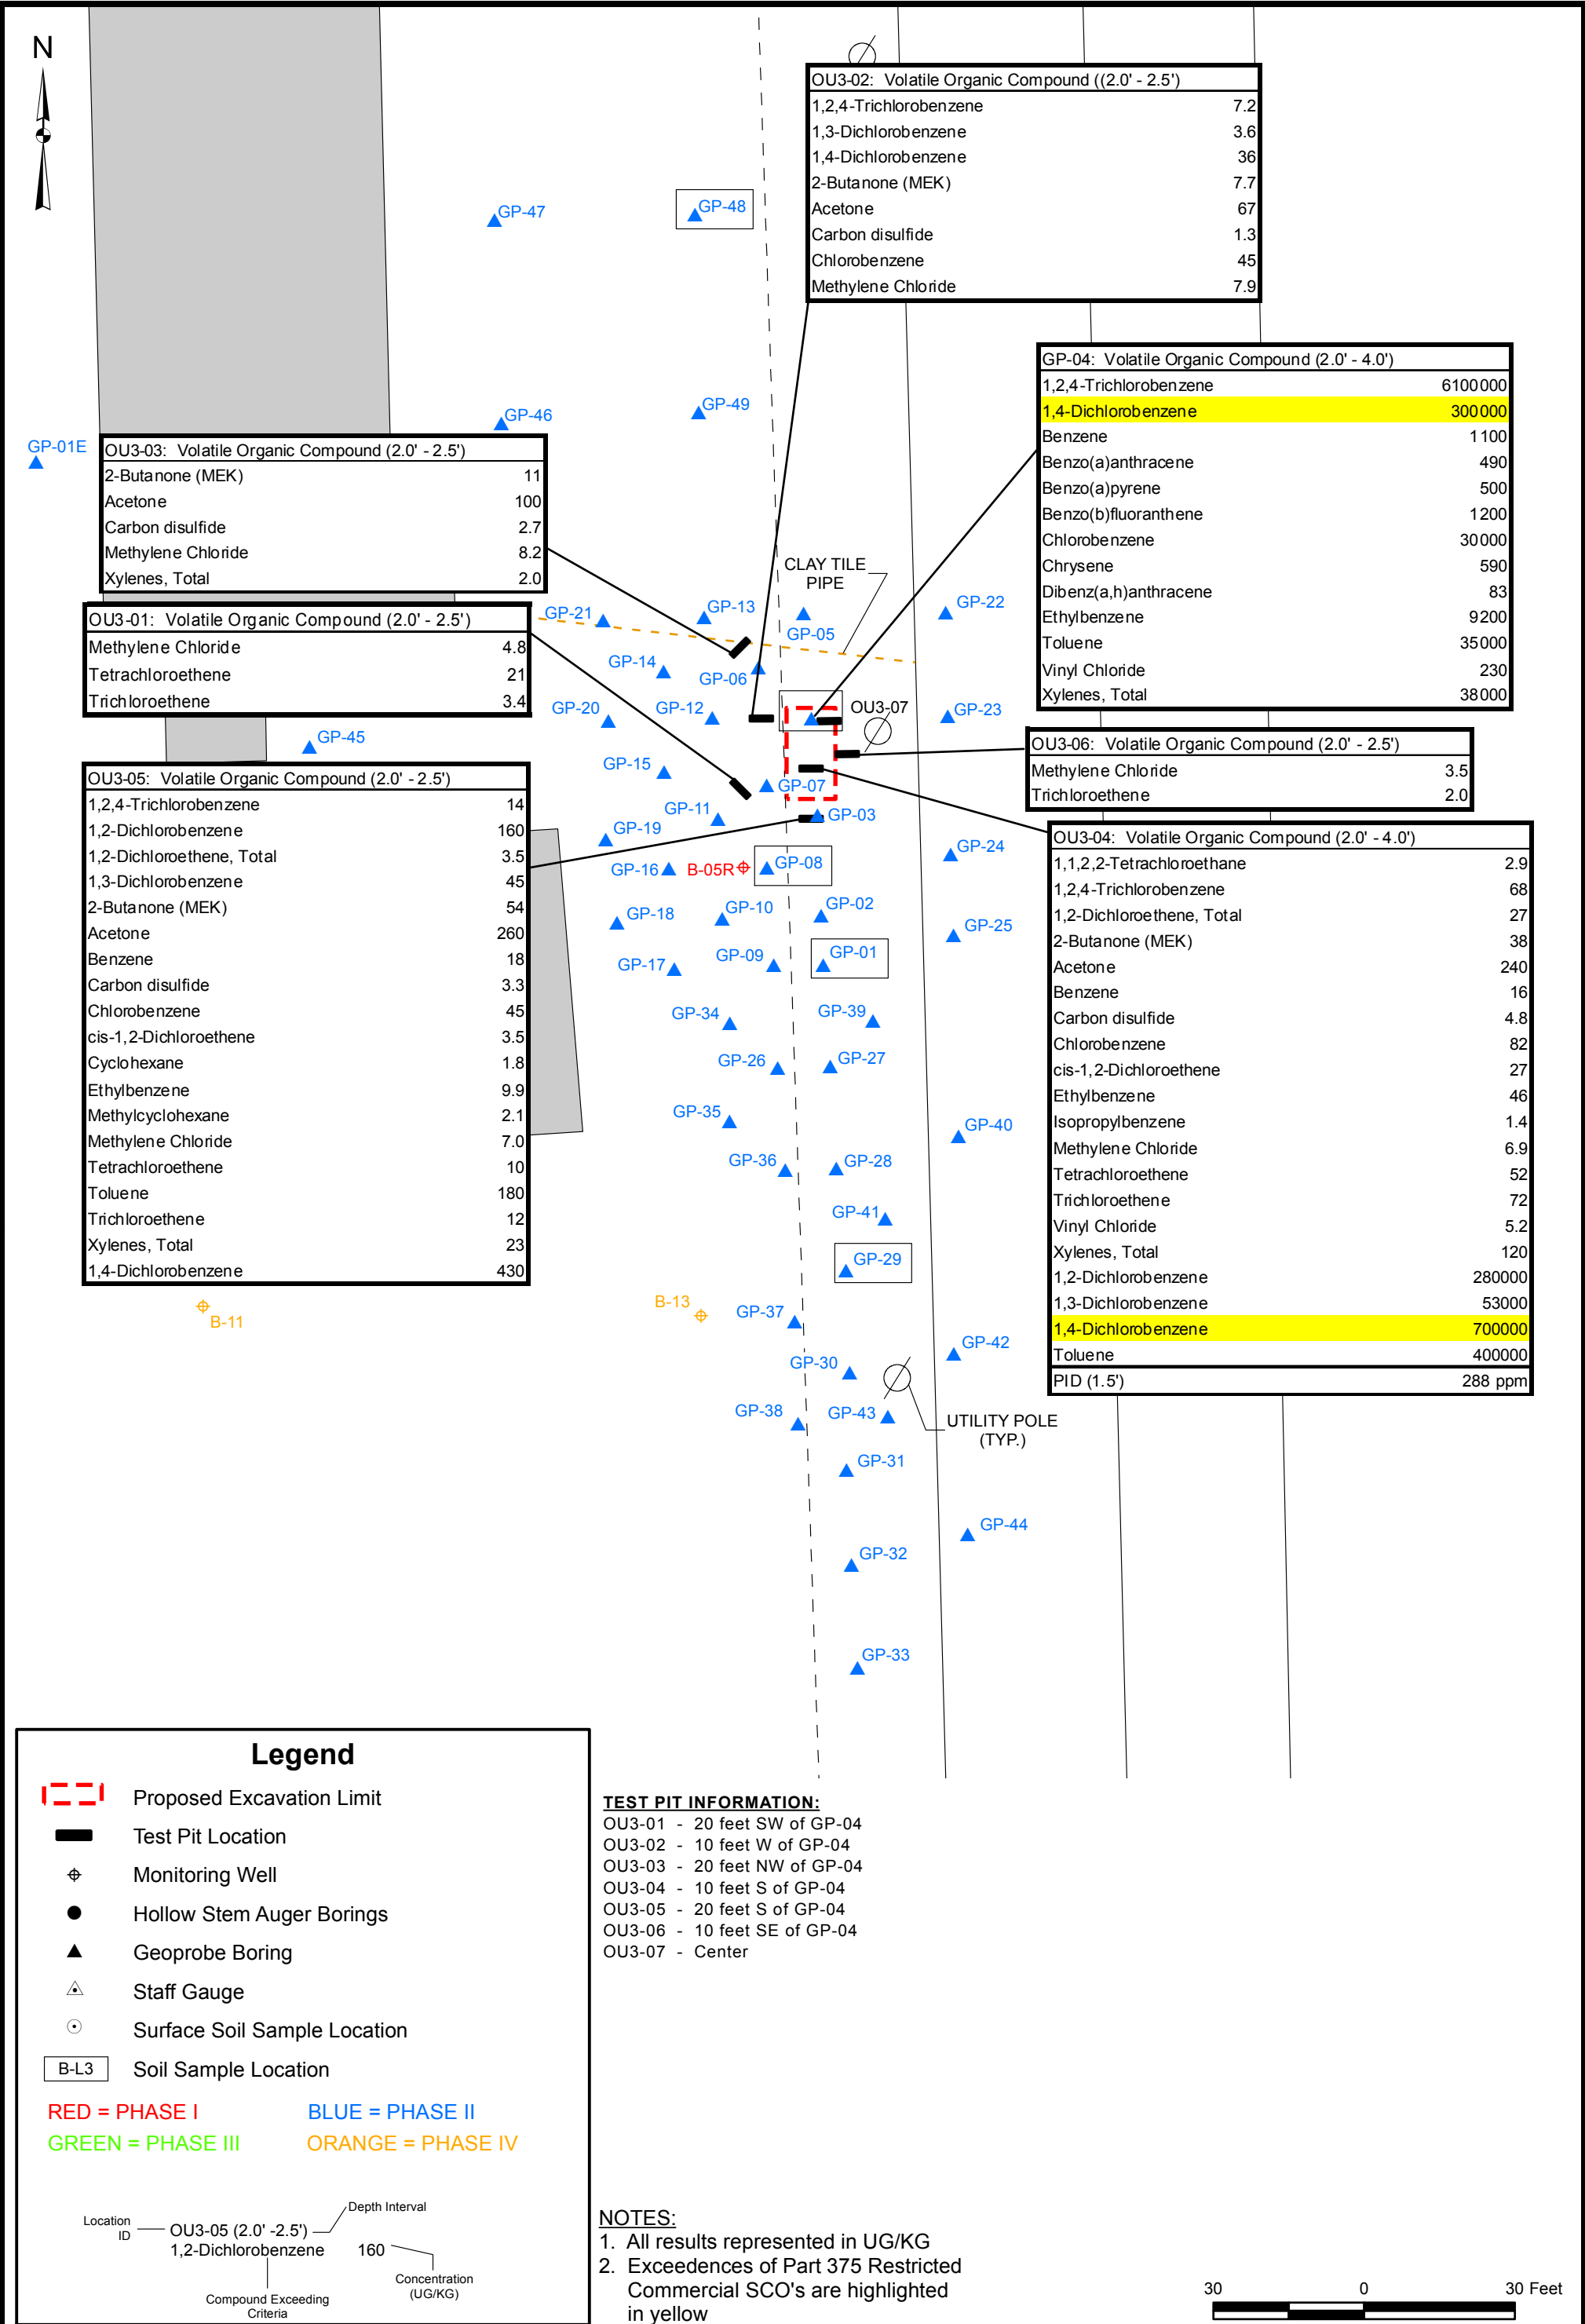 N
OU3-02: Volatile Organic Compound ((2.0' - 2.5')
1,2,4-Trichlorobenzene 7.2
1,3-Dichlorobenzene 3.6
1,4-Dichlorobenzene 36
2-Butanone (MEK) 7.7
Acetone 67
Carbon disulfide 1.3
Chlorobenzene 45
Methylene Chloride 7.9
GP-47
GP-48
GP-04: Volatile Organic Compound (2.0' - 4.0')
1,2,4-Trichlorobenzene 6100000
1,4-Dichlorobenzene 300000
Benzene 1100
Benzo(a)anthracene 490
Benzo(a)pyrene 500
Benzo(b)fluoranthene 1200
Chlorobenzene 30000
Chrysene 590
Dibenz(a,h)anthracene 83
Ethylbenzene 9200
Toluene 35000
Vinyl Chloride 230
Xylenes, Total 38000
GP-46
GP-49
GP-01E
OU3-03: Volatile Organic Compound (2.0' - 2.5')
2-Butanone (MEK) 11
Acetone 100
Carbon disulfide 2.7
Methylene Chloride 8.2
Xylenes, Total 2.0
CLAY TILE
PIPE
OU3-01: Volatile Organic Compound (2.0' - 2.5')
Methylene Chloride 4.8
Tetrachloroethene 21
Trichloroethene 3.4
GP-21
GP-13
GP-05
GP-22
GP-14
GP-06
GP-20
GP-12
OU3-07
GP-23
GP-45
OU3-06: Volatile Organic Compound (2.0' - 2.5')
Methylene Chloride 3.5
Trichloroethene 2.0
GP-15
GP-07
GP-11
GP-03
GP-19
GP-24
GP-16
B-05R
GP-08
GP-18
GP-10
GP-02
GP-25
GP-17
GP-09
GP-01
GP-34
GP-39
GP-26
GP-27
GP-35
GP-40
GP-36
GP-28
GP-41
GP-29
OU3-05: Volatile Organic Compound (2.0' - 2.5')
1,2,4-Trichlorobenzene 14
1,2-Dichlorobenzene 160
1,2-Dichloroethene, Total 3.5
1,3-Dichlorobenzene 45
2-Butanone (MEK) 54
Acetone 260
Benzene 18
Carbon disulfide 3.3
Chlorobenzene 45
cis-1,2-Dichloroethene 3.5
Cyclohexane 1.8
Ethylbenzene 9.9
Methylcyclohexane 2.1
Methylene Chloride 7.0
Tetrachloroethene 10
Toluene 180
Trichloroethene 12
Xylenes, Total 23
1,4-Dichlorobenzene 430
OU3-04: Volatile Organic Compound (2.0' - 4.0')
1,1,2,2-Tetrachloroethane 2.9
1,2,4-Trichlorobenzene 68
1,2-Dichloroethene, Total 27
2-Butanone (MEK) 38
Acetone 240
Benzene 16
Carbon disulfide 4.8
Chlorobenzene 82
cis-1,2-Dichloroethene 27
Ethylbenzene 46
Isopropylbenzene 1.4
Methylene Chloride 6.9
Tetrachloroethene 52
Trichloroethene 72
Vinyl Chloride 5.2
Xylenes, Total 120
1,2-Dichlorobenzene 280000
1,3-Dichlorobenzene 53000
1,4-Dichlorobenzene 700000
Toluene 400000
PID (1.5') 288 ppm
B-11
B-13
GP-37
GP-30
GP-42
GP-38
GP-43
UTILITY POLE
(TYP.)
GP-31
GP-44
GP-32
GP-33
Legend
Proposed Excavation Limit
Test Pit Location
Monitoring Well
Hollow Stem Auger Borings
Geoprobe Boring
Staff Gauge
Surface Soil Sample Location
B-L3 Soil Sample Location
RED = PHASE I BLUE = PHASE II
GREEN = PHASE III ORANGE = PHASE IV
Depth Interval
Location
ID
OU3-05 (2.0' -2.5')
1,2-Dichlorobenzene 160
Concentration
(UG/KG)
Compound Exceeding
Criteria
TEST PIT INFORMATION:
OU3-01 - 20 feet SW of GP-04
OU3-02 - 10 feet W of GP-04
OU3-03 - 20 feet NW of GP-04
OU3-04 - 10 feet S of GP-04
OU3-05 - 20 feet S of GP-04
OU3-06 - 10 feet SE of GP-04
OU3-07 - Center
NOTES:
1. All results represented in UG/KG
2. Exceedences of Part 375 Restricted
Commercial SCO's are highlighted
in yellow
30 0 30 Feet